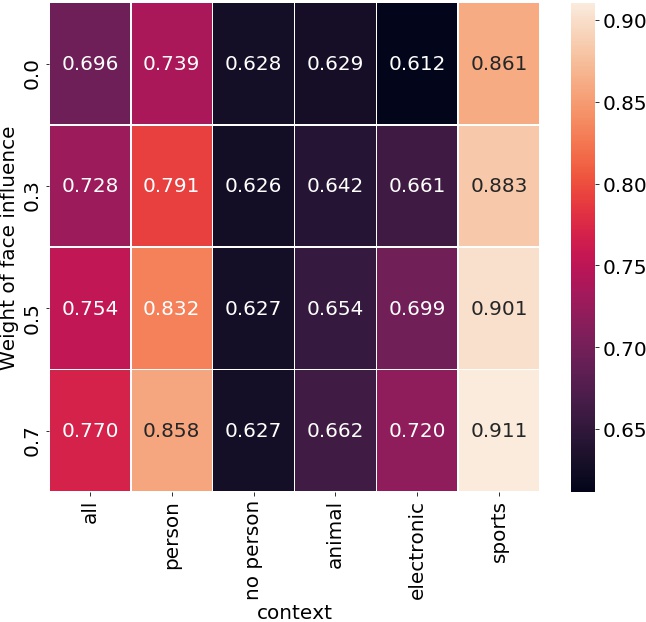 0.696 0.739 0.628 0.629 0.612 0.861
0.728 0.791 0.626 0.642 0.661 0.883
0.754 0.832 0.627 0.654 0.699 0.901
0.770 0.858 0.627 0.662 0.720 0.911
0.0
0.3
0.5
0.7
Weight of face influence
all
person
no person
animal
electronic
sports
context
0.90
0.85
0.80
0.75
0.70
0.65